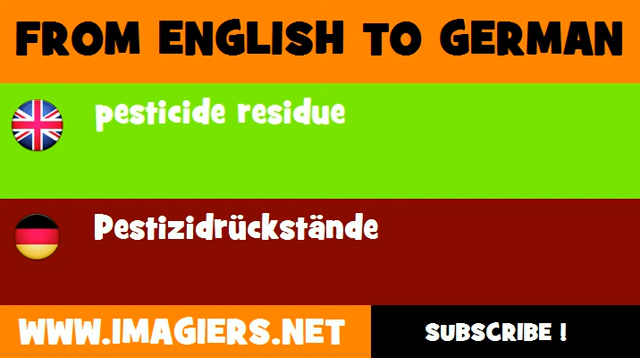 FROM ENGLISH TO GERMAN
pesticide residue
Pestizidrückstände
WWW.IMAGIERS.NET
SUBSCRIBE !